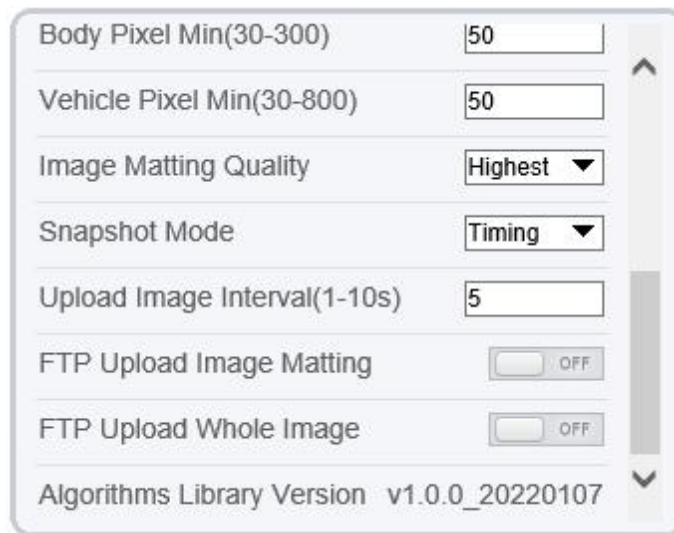 Body Pixel Min(30-300) 50
Vehicle Pixel Min(30-800) 50
Image Matting Quality Highest
Snapshot Mode Timing
Upload Image Interval(1-10s) 5
FTP Upload Image Matting OFF
FTP Upload Whole Image OFF
Algorithms Library Version v1.0.0_20220107